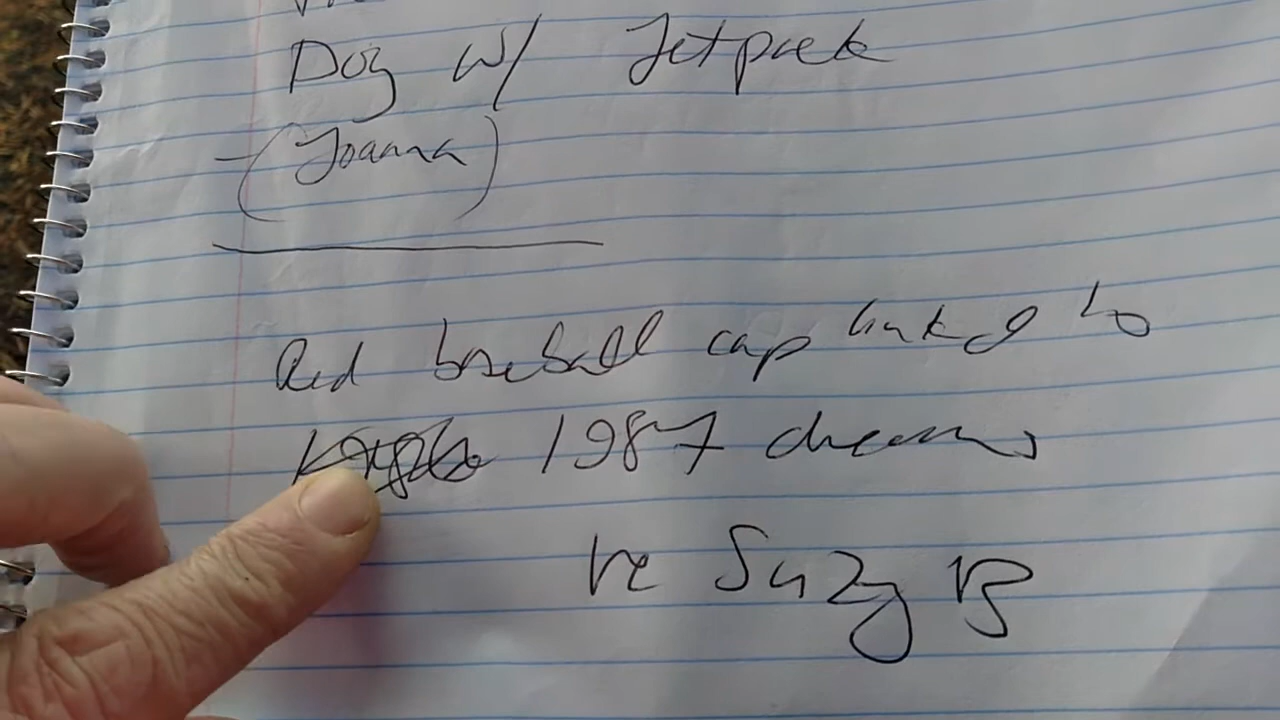 Dog w/ Jetpack
-(Joanna)
Red baseball cap linked to
1987 dreams
re Suzy B